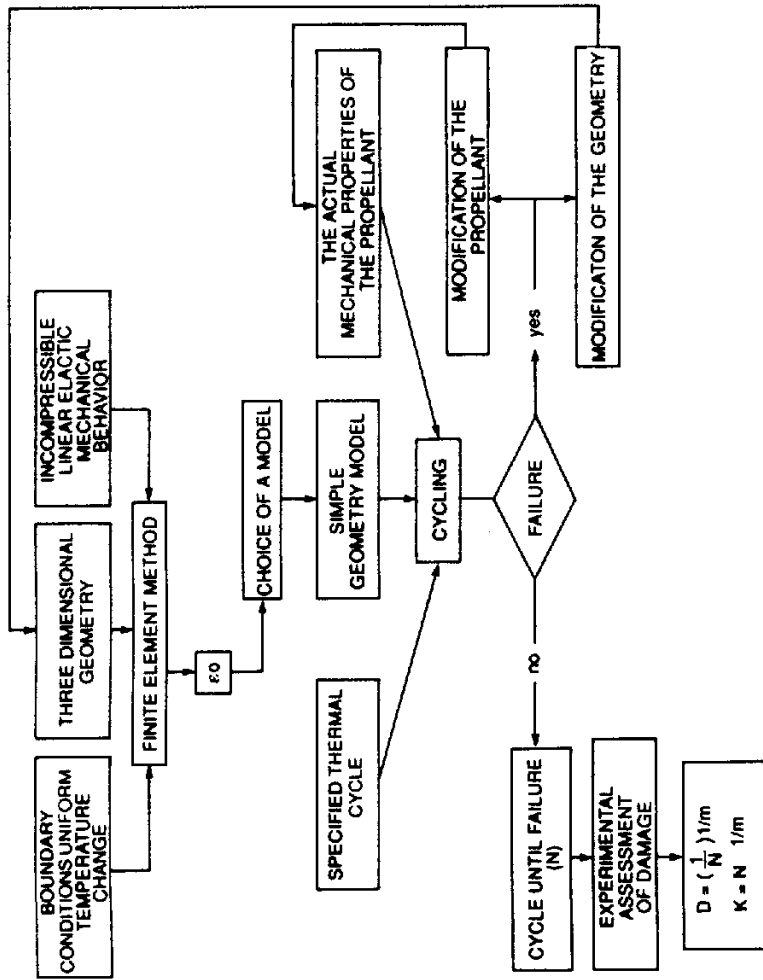 BOUNDARY
CONDITIONS UNIFORM
TEMPERATURE
CHANGE
THREE DIMENSIONAL
GEOMETRY
INCOMPRESSIBLE
LINEAR ELACTIC
MECHANICAL
BEHAVIOR
FINITE ELEMENT METHOD
εo
CHOICE OF A MODEL
SPECIFIED THERMAL
CYCLE
SIMPLE
GEOMETRY MODEL
THE ACTUAL
MECHANICAL PROPERTIES OF
THE PROPELLANT
CYCLING
FAILURE
no
yes
MODIFICATION OF THE
PROPELLANT
MODIFICATON OF THE GEOMETRY
CYCLE UNTIL FAILURE
(N)
EXPERIMENTAL
ASSESSMENT
OF DAMAGE
D = (1/N)1/m
K = N 1/m